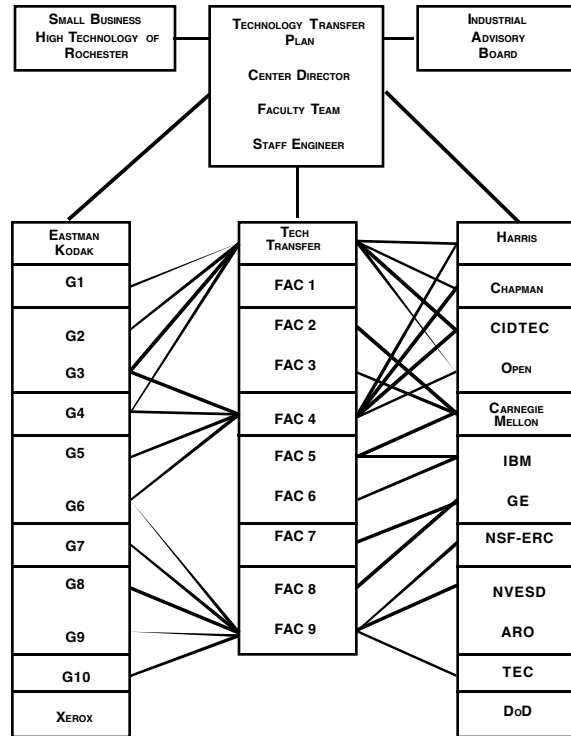 Small Business
High Technology of
Rochester
Technology Transfer
Plan
Center Director
Faculty Team
Staff Engineer
Industrial
Advisory
Board
Eastman
Kodak
G1
G2
G3
G4
G5
G6
G7
G8
G9
G10
Xerox
Tech
Transfer
FAC 1
FAC 2
FAC 3
FAC 4
FAC 5
FAC 6
FAC 7
FAC 8
FAC 9
Harris
Chapman
CIDTEC
Open
Carnegie
Mellon
IBM
GE
NSF-ERC
NVESD
ARO
TEC
DoD